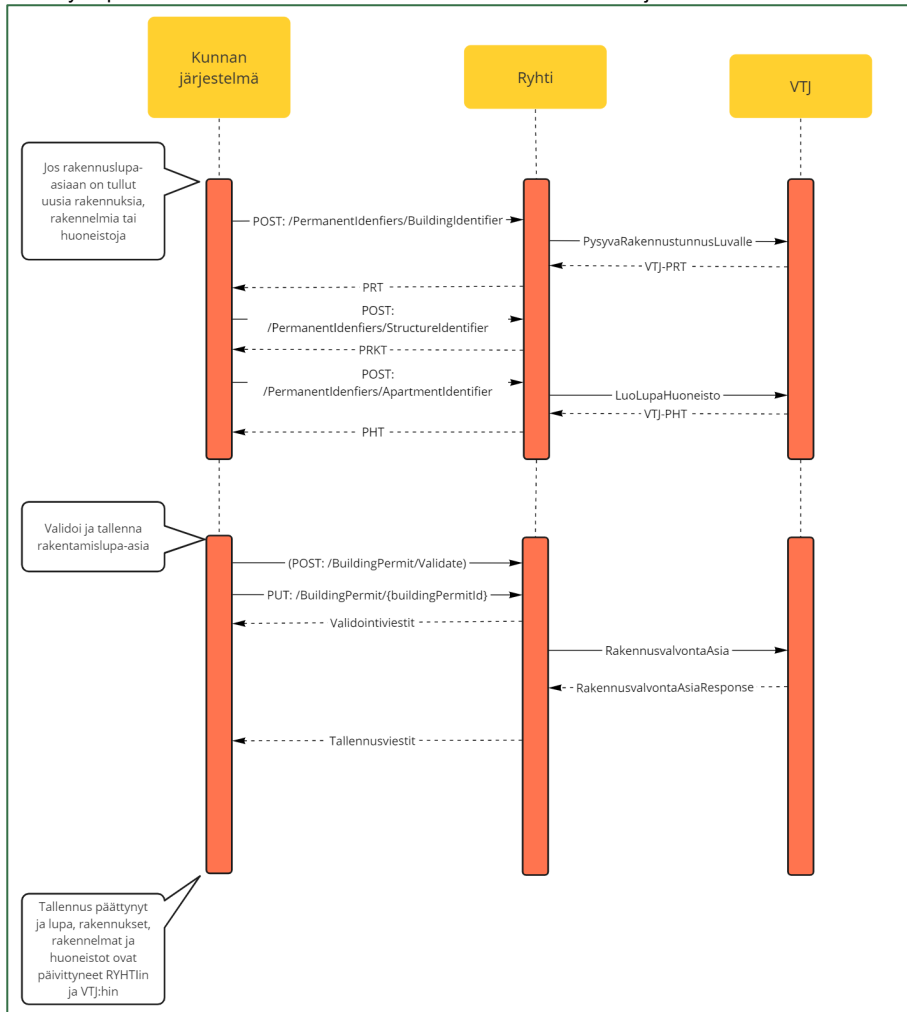 Kunnan
järjestelmä
Ryhti
VTJ
Jos rakennuslupa-
asiaan on tullut
uusia rakennuksia,
rakennelmia tai
huoneistoja
POST: /PermanentIdenfiers/BuildingIdentifier
PysyvaRakennustunnusLuvalle
VTJ-PRT
PRT
POST:
/PermanentIdenfiers/StructureIdentifier
PRKT
POST:
/PermanentIdenfiers/ApartmentIdentifier
LuoLupaHuoneisto
VTJ-PHT
PHT
Validoi ja tallenna
rakentamislupa-asia
(POST: /BuildingPermit/Validate)
PUT: /BuildingPermit/{buildingPermitId}
Validointiviestit
RakennusvalvontaAsia
RakennusvalvontaAsiaResponse
Tallennusviestit
Tallennus päättynyt
ja lupa, rakennukset,
rakennelmat ja
huoneistot ovat
päivittyneet RYHTIin
ja VTJ:hin